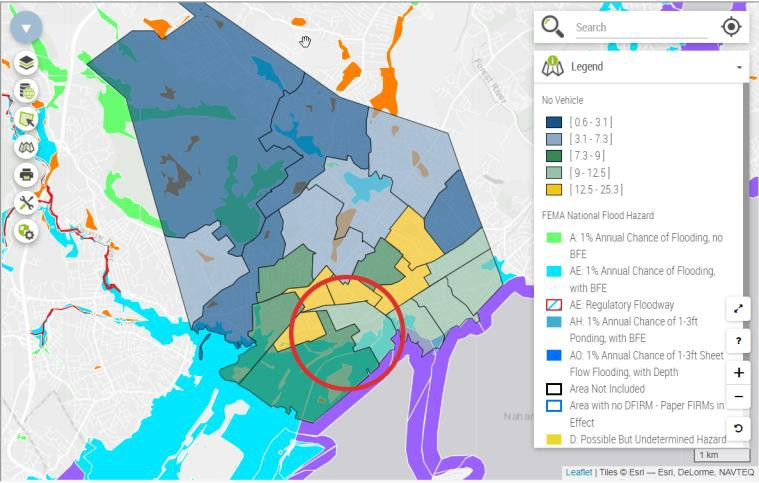 Search
Forest River
Legend
No Vehicle
[ 0.6 - 3.1 ]
[ 3.1 - 7.3 ]
[ 7.3 - 9 ]
[ 9 - 12.5 ]
[ 12.5 - 25.3 ]
FEMA National Flood Hazard
A: 1% Annual Chance of Flooding, no
BFE
AE: 1% Annual Chance of Flooding,
with BFE
AE: Regulatory Floodway
AH: 1% Annual Chance of 1-3ft
Ponding, with BFE
AO: 1% Annual Chance of 1-3ft Sheet
Flow Flooding, with Depth
?
Area Not Included
+
Area with no DFIRM - Paper FIRMs in
−
Effect
Nahan
D: Possible But Undetermined Hazard
1 km
Leaflet | Tiles © Esri — Esri, DeLorme, NAVTEQ